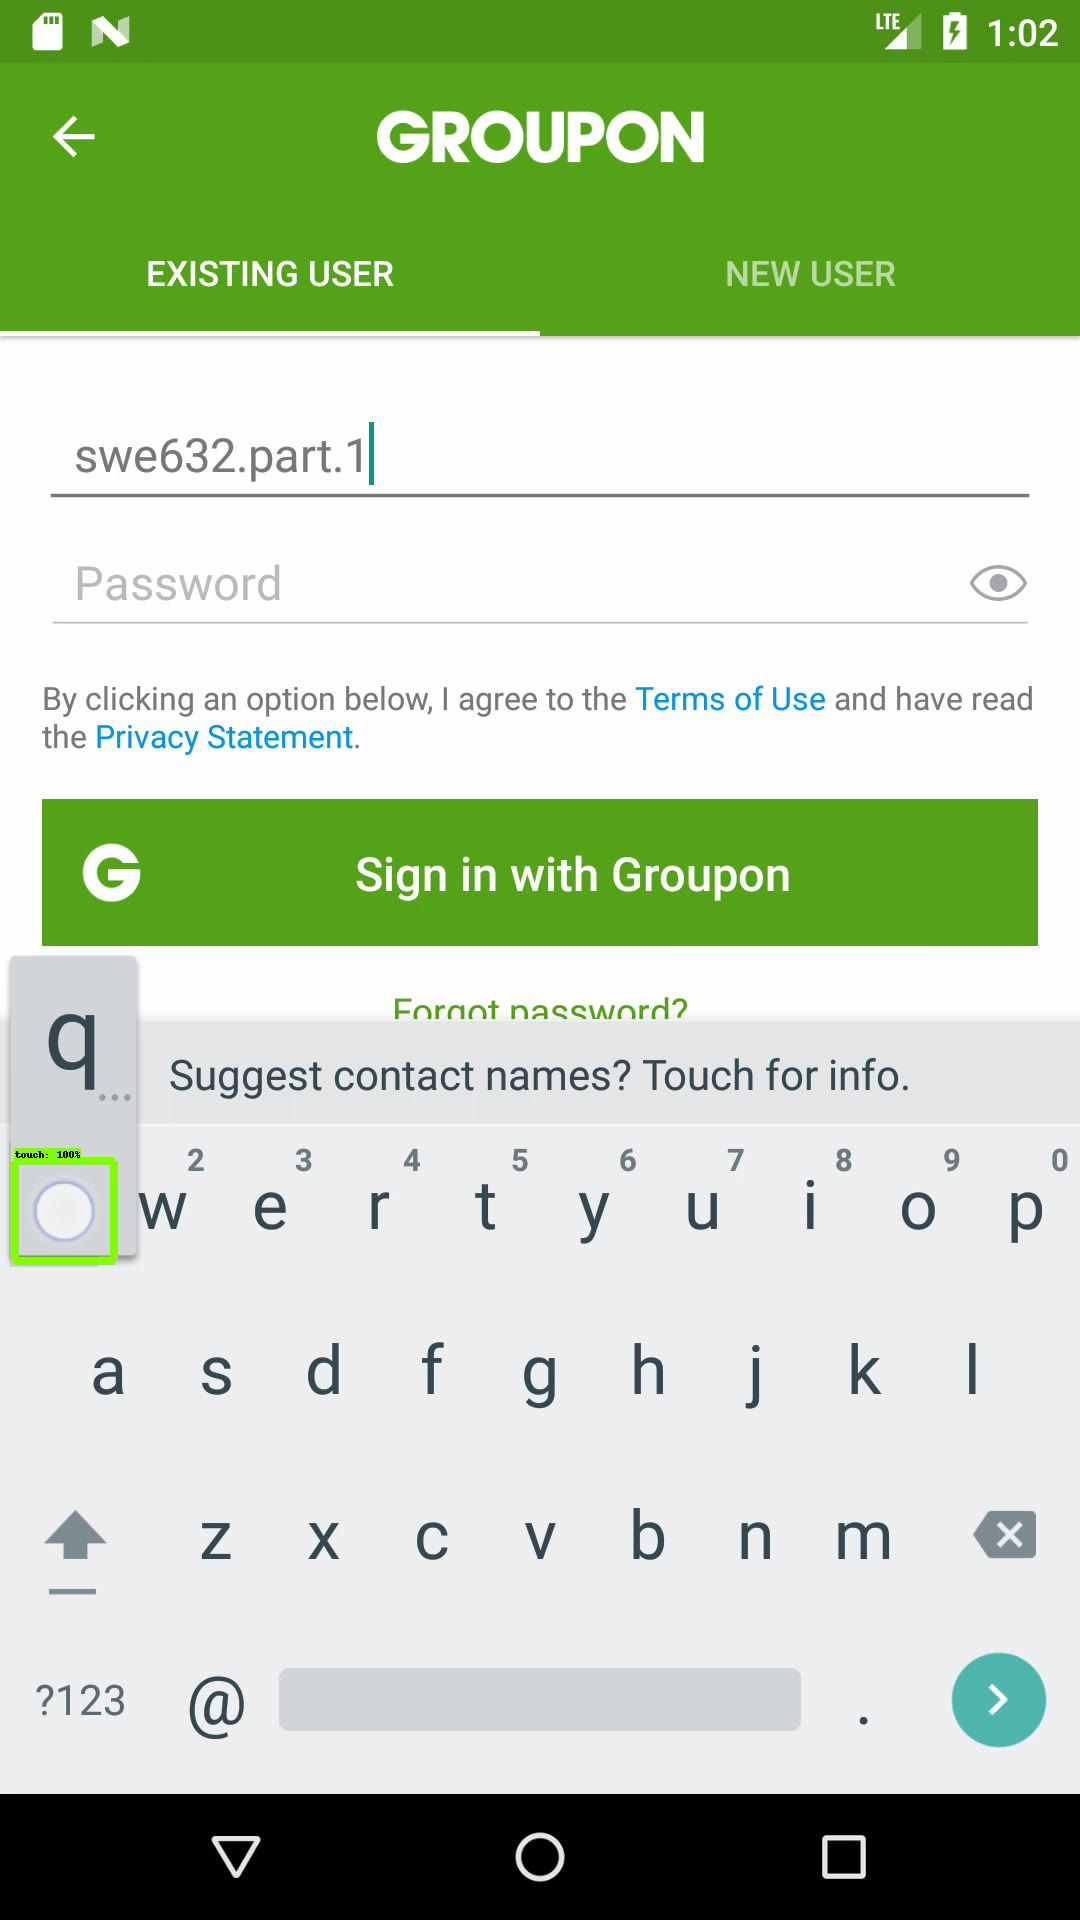 LTE 1:02
GROUPON
EXISTING USER NEW USER
swe632.part.1
Password
By clicking an option below, I agree to the Terms of Use and have read
the Privacy Statement.
G Sign in with Groupon
Forgot password?
q...
Suggest contact names? Touch for info.
touch: 100%
2 3 4 5 6 7 8 9 0
w e r t y u i o p
a s d f g h j k l
z x c v b n m
?123 @ .